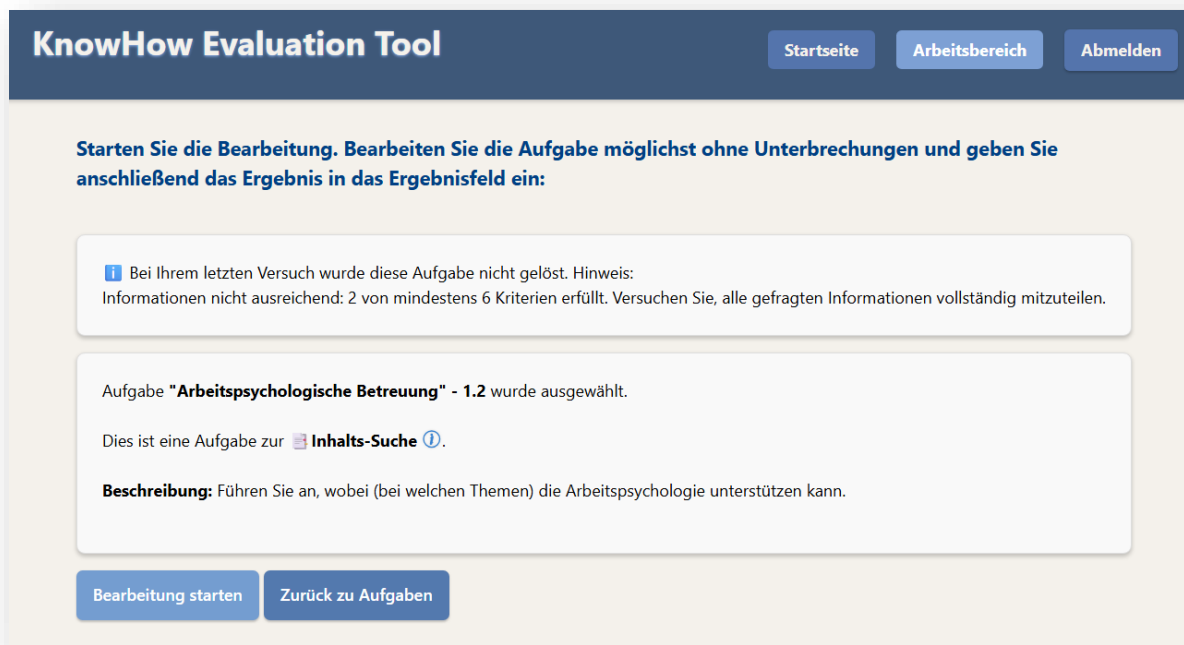 KnowHow Evaluation Tool
Startseite
Arbeitsbereich
Abmelden
Starten Sie die Bearbeitung. Bearbeiten Sie die Aufgabe möglichst ohne Unterbrechungen und geben Sie
anschließend das Ergebnis in das Ergebnisfeld ein:
Bei Ihrem letzten Versuch wurde diese Aufgabe nicht gelöst. Hinweis:
Informationen nicht ausreichend: 2 von mindestens 6 Kriterien erfüllt. Versuchen Sie, alle gefragten Informationen vollständig mitzuteilen.
Aufgabe "Arbeitspsychologische Betreuung" - 1.2 wurde ausgewählt.
Dies ist eine Aufgabe zur Inhalts-Suche.
Beschreibung: Führen Sie an, wobei (bei welchen Themen) die Arbeitspsychologie unterstützen kann.
Bearbeitung starten
Zurück zu Aufgaben